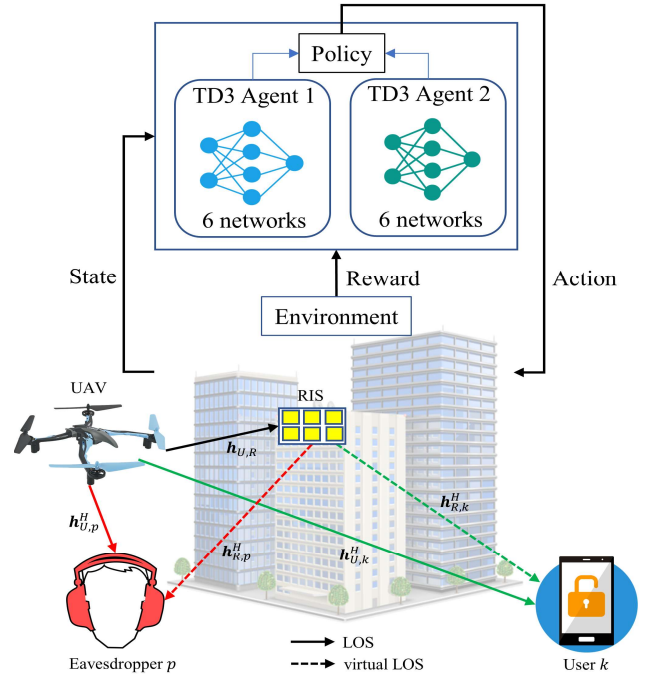 Policy
TD3 Agent 1
TD3 Agent 2
6 networks
6 networks
State
Reward
Action
Environment
UAV
RIS
h_{U,R}
h_{R,k}^H
h_{U,p}^H
h_{R,p}^H
h_{U,k}^H
LOS
virtual LOS
Eavesdropper p
User k